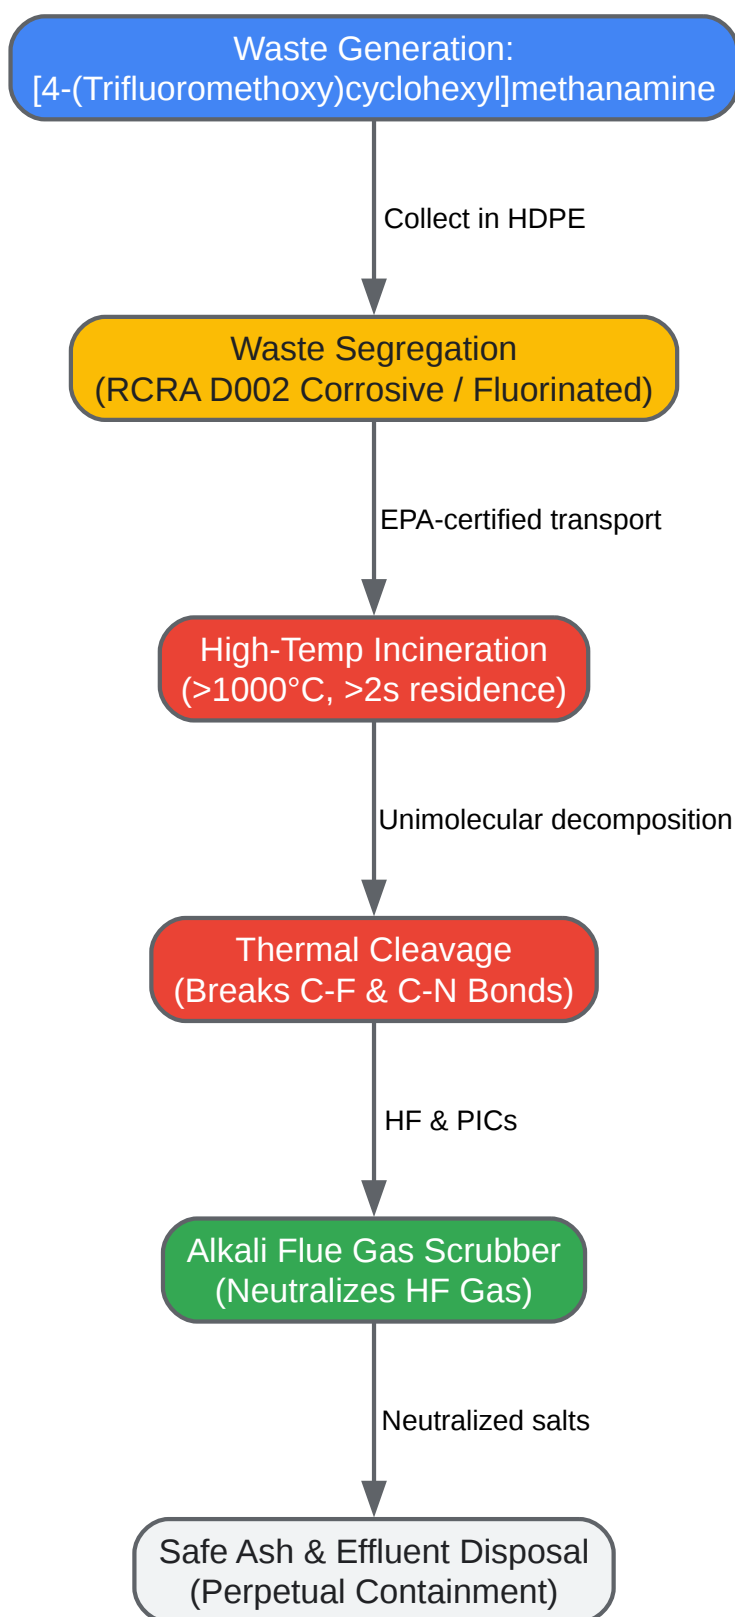 Waste Generation:
[4-(Trifluoromethoxy)cyclohexyl]methanamine
Collect in HDPE
Waste Segregation
(RCRA D002 Corrosive / Fluorinated)
EPA-certified transport
High-Temp Incineration
(>1000°C, >2s residence)
Unimolecular decomposition
Thermal Cleavage
(Breaks C-F & C-N Bonds)
HF & PICs
Alkali Flue Gas Scrubber
(Neutralizes HF Gas)
Neutralized salts
Safe Ash & Effluent Disposal
(Perpetual Containment)